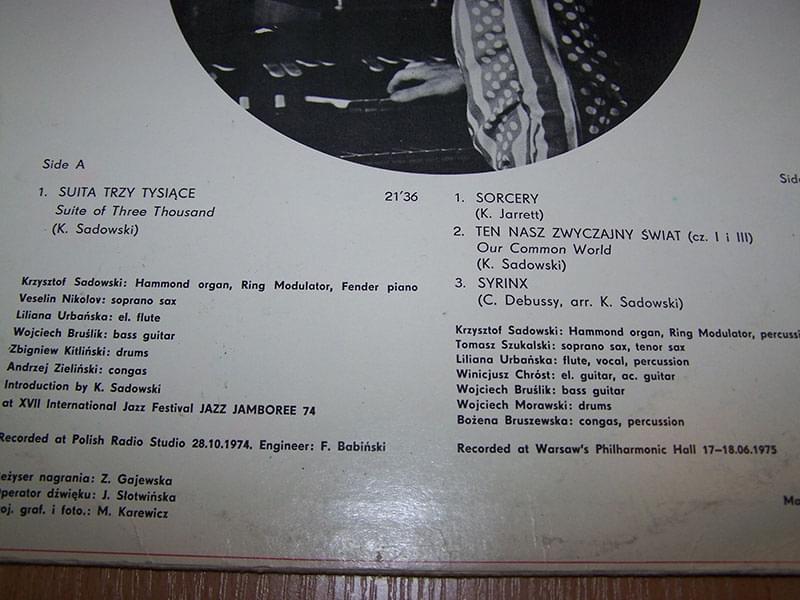 Side A
1. SUITA TRZY TYSIĄCE 21'36
Suite of Three Thousand
(K. Sadowski)
Krzysztof Sadowski: Hammond organ, Ring Modulator, Fender piano
Veselin Nikolov: soprano sax
Liliana Urbańska: el. flute
Wojciech Bruślik: bass guitar
Zbigniew Kitliński: drums
Andrzej Zieliński: congas
Introduction by K. Sadowski
at XVII International Jazz Festival JAZZ JAMBOREE 74
Recorded at Polish Radio Studio 28.10.1974. Engineer: F. Babiński
eżyser nagrania: Z. Gajewska
perator dźwięku: J. Słotwińska
oj. graf. i foto.: M. Karewicz
Side
1. SORCERY
(K. Jarrett)
2. TEN NASZ ZWYCZAJNY ŚWIAT (cz. I i III)
Our Common World
(K. Sadowski)
3. SYRINX
(C. Debussy, arr. K. Sadowski)
Krzysztof Sadowski: Hammond organ, Ring Modulator, percussi
Tomasz Szukalski: soprano sax, tenor sax
Liliana Urbańska: flute, vocal, percussion
Winicjusz Chróst: el. guitar, ac. guitar
Wojciech Bruślik: bass guitar
Wojciech Morawski: drums
Bożena Bruszewska: congas, percussion
Recorded at Warsaw's Philharmonic Hall 17–18.06.1975
Ma